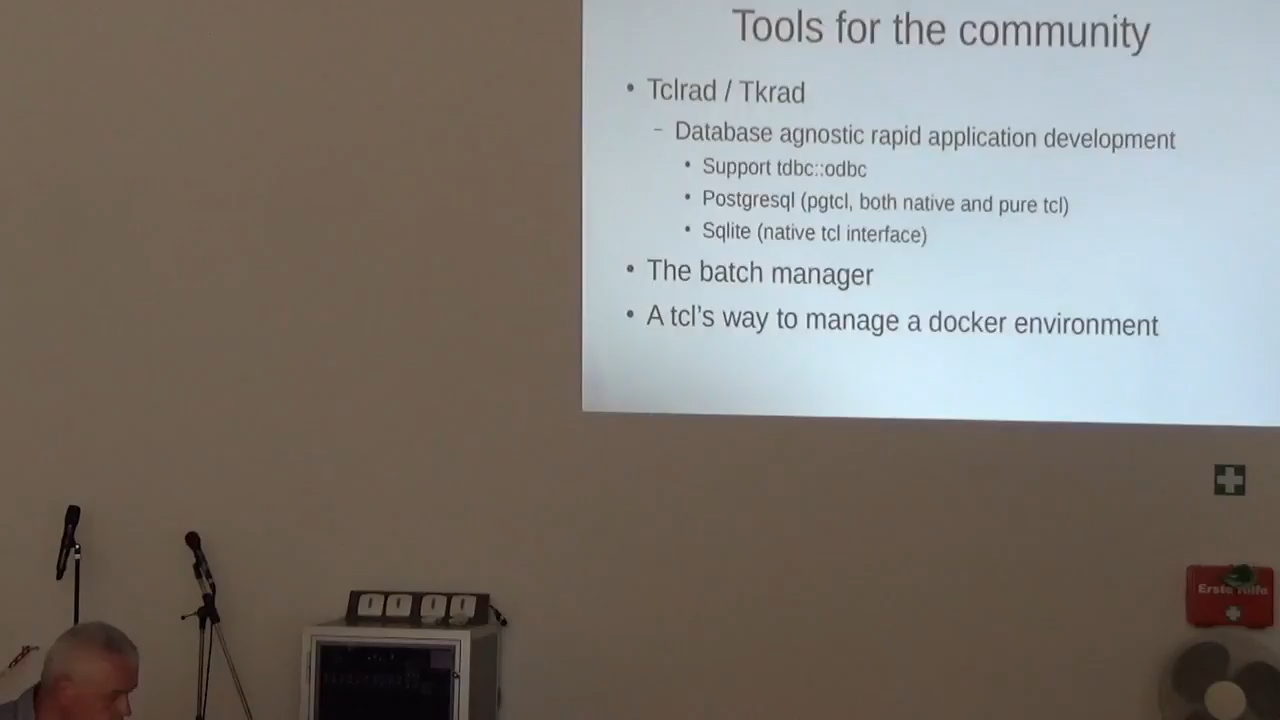 Tools for the community
• Tclrad / Tkrad
– Database agnostic rapid application development
• Support tdbc::odbc
• Postgresql (pgtcl, both native and pure tcl)
• Sqlite (native tcl interface)
• The batch manager
• A tcl's way to manage a docker environment
Erste Hilfe